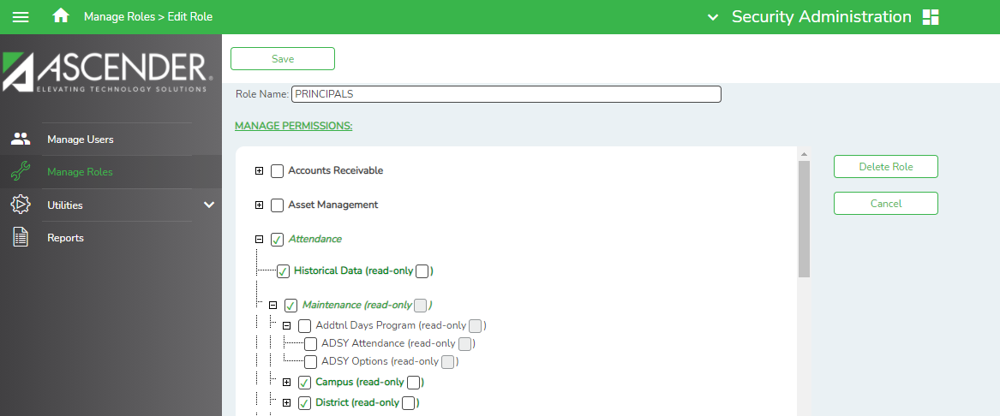 Manage Roles > Edit Role
Security Administration
ASCENDER®
ELEVATING TECHNOLOGY SOLUTIONS
Manage Users
Manage Roles
Utilities
Reports
Save
Role Name: PRINCIPALS
MANAGE PERMISSIONS:
Accounts Receivable
Asset Management
Attendance
Historical Data (read-only )
Maintenance (read-only )
Addtnl Days Program (read-only )
ADSY Attendance (read-only )
ADSY Options (read-only )
Campus (read-only )
District (read-only )
Delete Role
Cancel